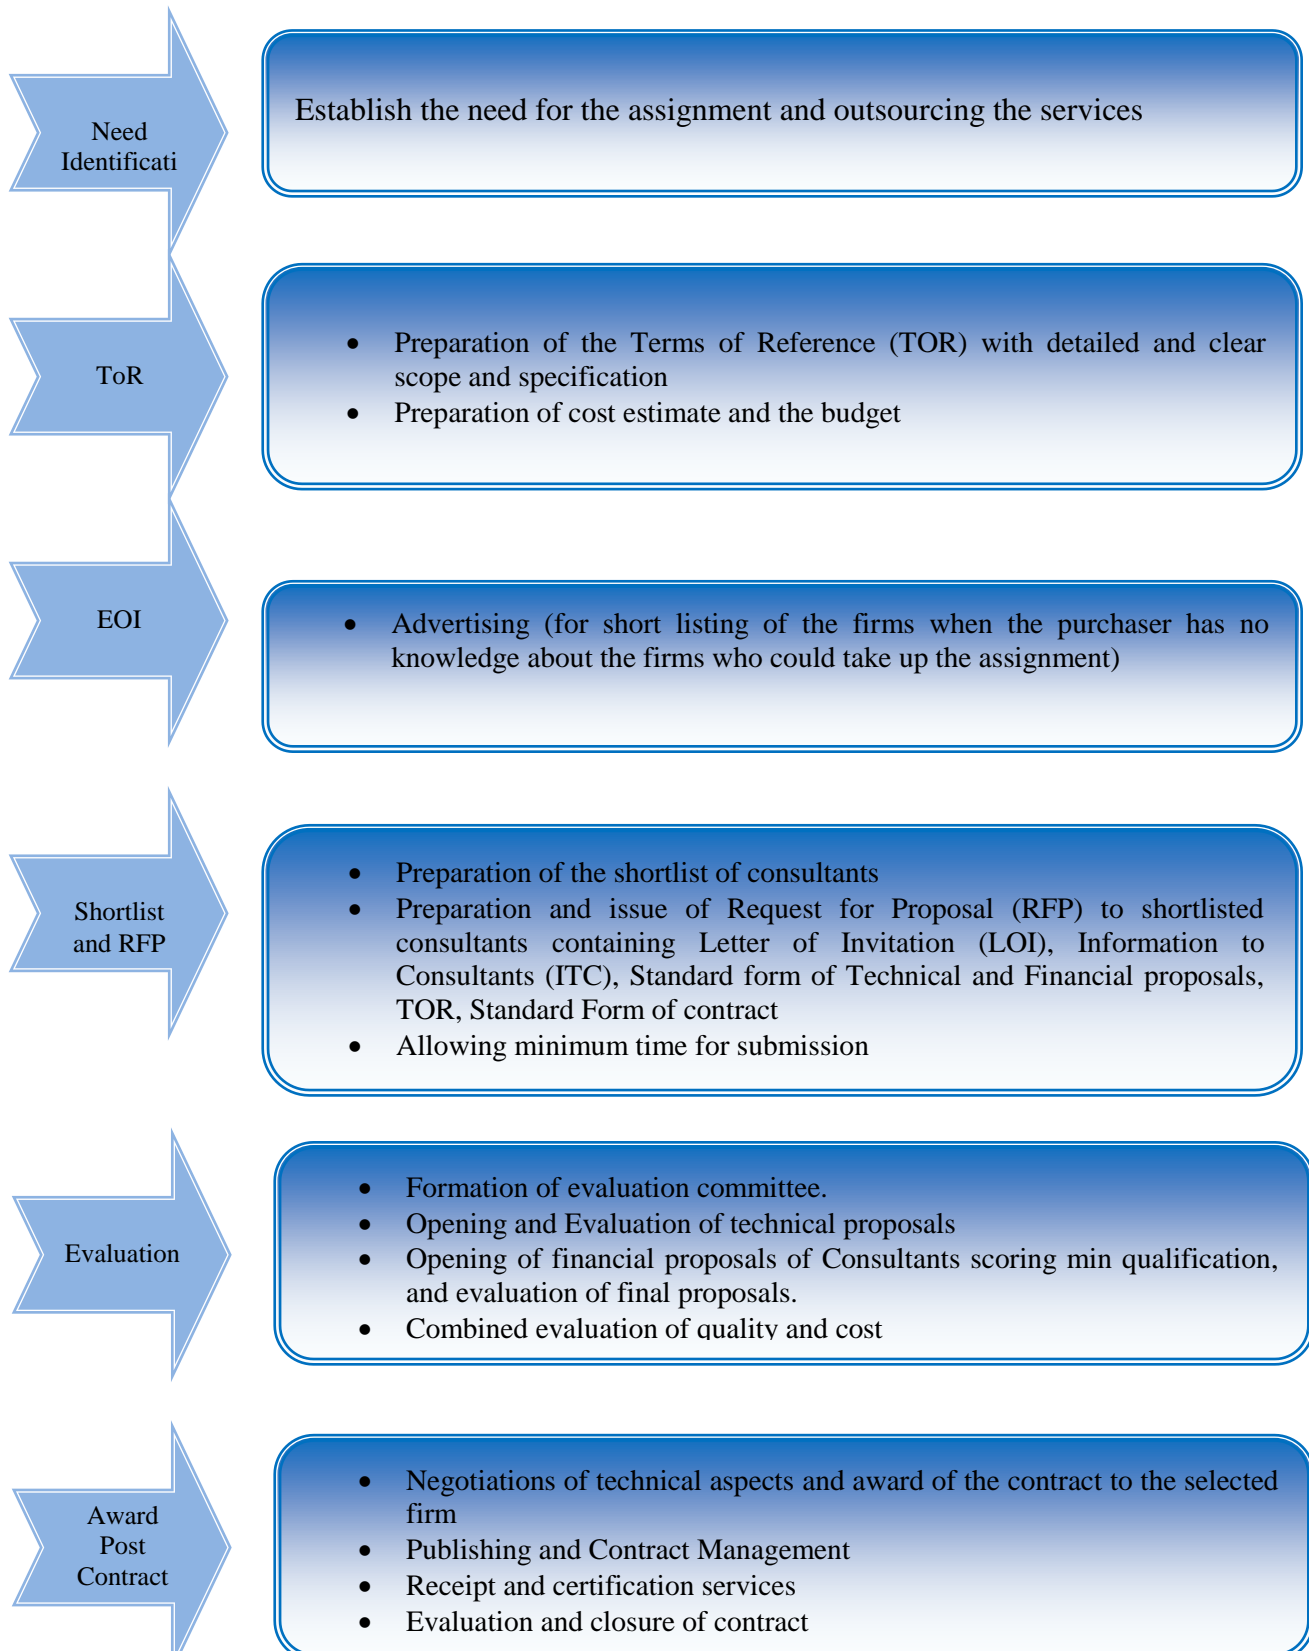 Need
Identificati
Establish the need for the assignment and outsourcing the services
ToR
• Preparation of the Terms of Reference (TOR) with detailed and clear
scope and specification
• Preparation of cost estimate and the budget
EOI
• Advertising (for short listing of the firms when the purchaser has no
knowledge about the firms who could take up the assignment)
Shortlist
and RFP
• Preparation of the shortlist of consultants
• Preparation and issue of Request for Proposal (RFP) to shortlisted
consultants containing Letter of Invitation (LOI), Information to
Consultants (ITC), Standard form of Technical and Financial proposals,
TOR, Standard Form of contract
• Allowing minimum time for submission
Evaluation
• Formation of evaluation committee.
• Opening and Evaluation of technical proposals
• Opening of financial proposals of Consultants scoring min qualification,
and evaluation of final proposals.
• Combined evaluation of quality and cost
Award
Post
Contract
• Negotiations of technical aspects and award of the contract to the selected
firm
• Publishing and Contract Management
• Receipt and certification services
• Evaluation and closure of contract